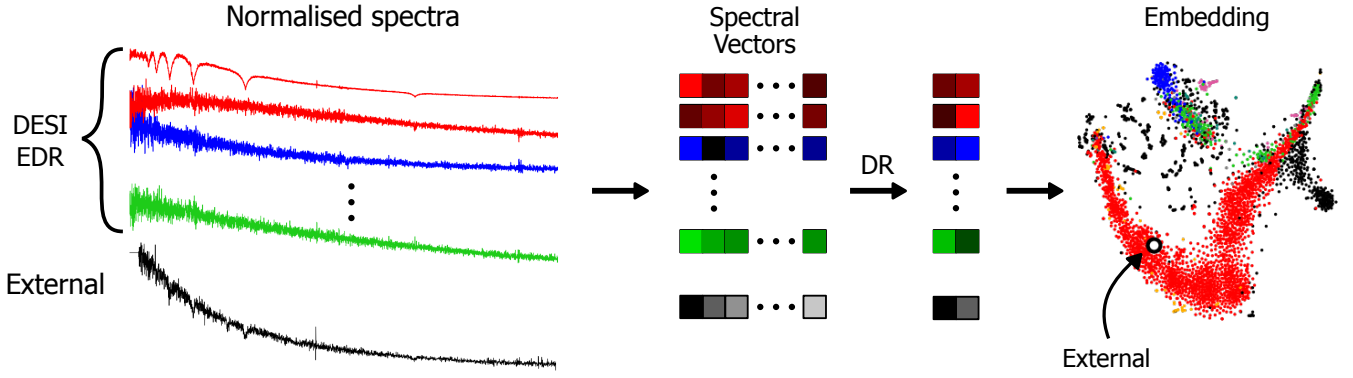 Normalised spectra
Spectral
Vectors
Embedding
DESI
EDR
DR
External
External